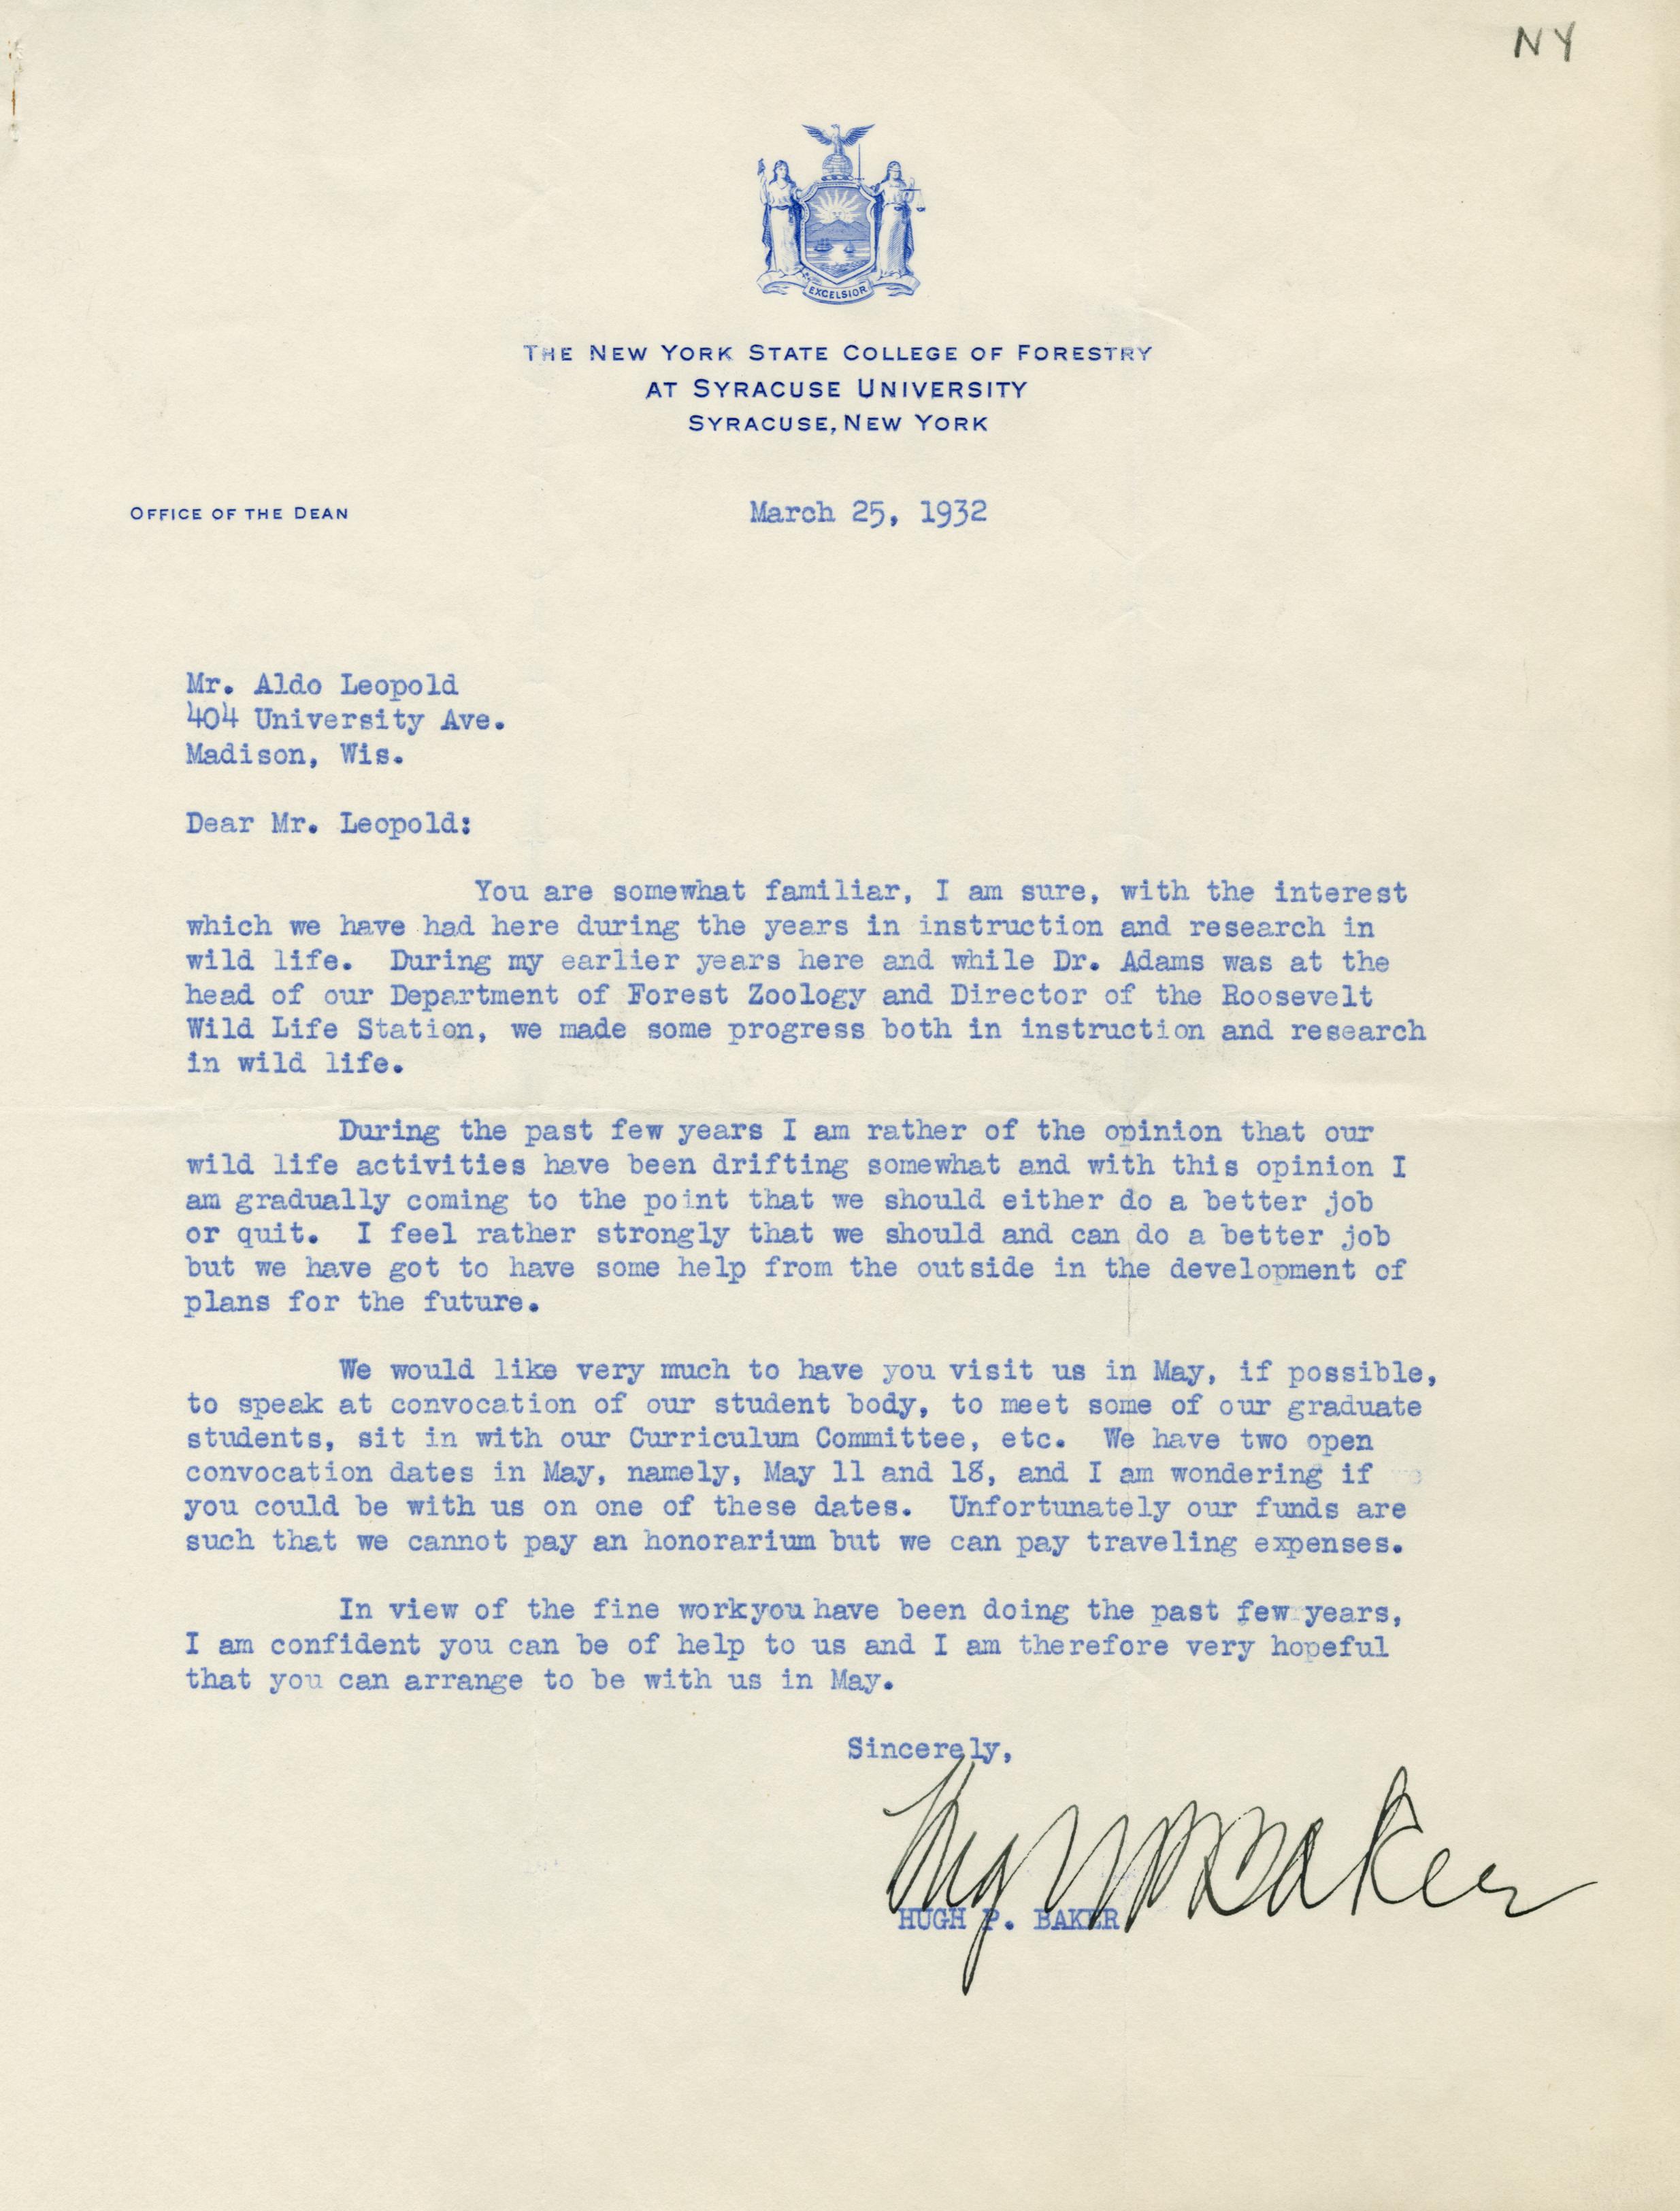 NY
EXCELSIOR
THE NEW YORK STATE COLLEGE OF FORESTRY
AT SYRACUSE UNIVERSITY
SYRACUSE, NEW YORK
OFFICE OF THE DEAN
March 25, 1932
Mr. Aldo Leopold
404 University Ave.
Madison, Wis.
Dear Mr. Leopold:
You are somewhat familiar, I am sure, with the interest
which we have had here during the years in instruction and research in
wild life. During my earlier years here and while Dr. Adams was at the
head of our Department of Forest Zoology and Director of the Roosevelt
Wild Life Station, we made some progress both in instruction and research
in wild life.
During the past few years I am rather of the opinion that our
wild life activities have been drifting somewhat and with this opinion I
am gradually coming to the point that we should either do a better job
or quit. I feel rather strongly that we should and can do a better job
but we have got to have some help from the outside in the development of
plans for the future.
We would like very much to have you visit us in May, if possible,
to speak at convocation of our student body, to meet some of our graduate
students, sit in with our Curriculum Committee, etc. We have two open
convocation dates in May, namely, May 11 and 18, and I am wondering if
you could be with us on one of these dates. Unfortunately our funds are
such that we cannot pay an honorarium but we can pay traveling expenses.
In view of the fine work you have been doing the past few years,
I am confident you can be of help to us and I am therefore very hopeful
that you can arrange to be with us in May.
Sincerely,
Hugh P Baker
HUGH P. BAKER